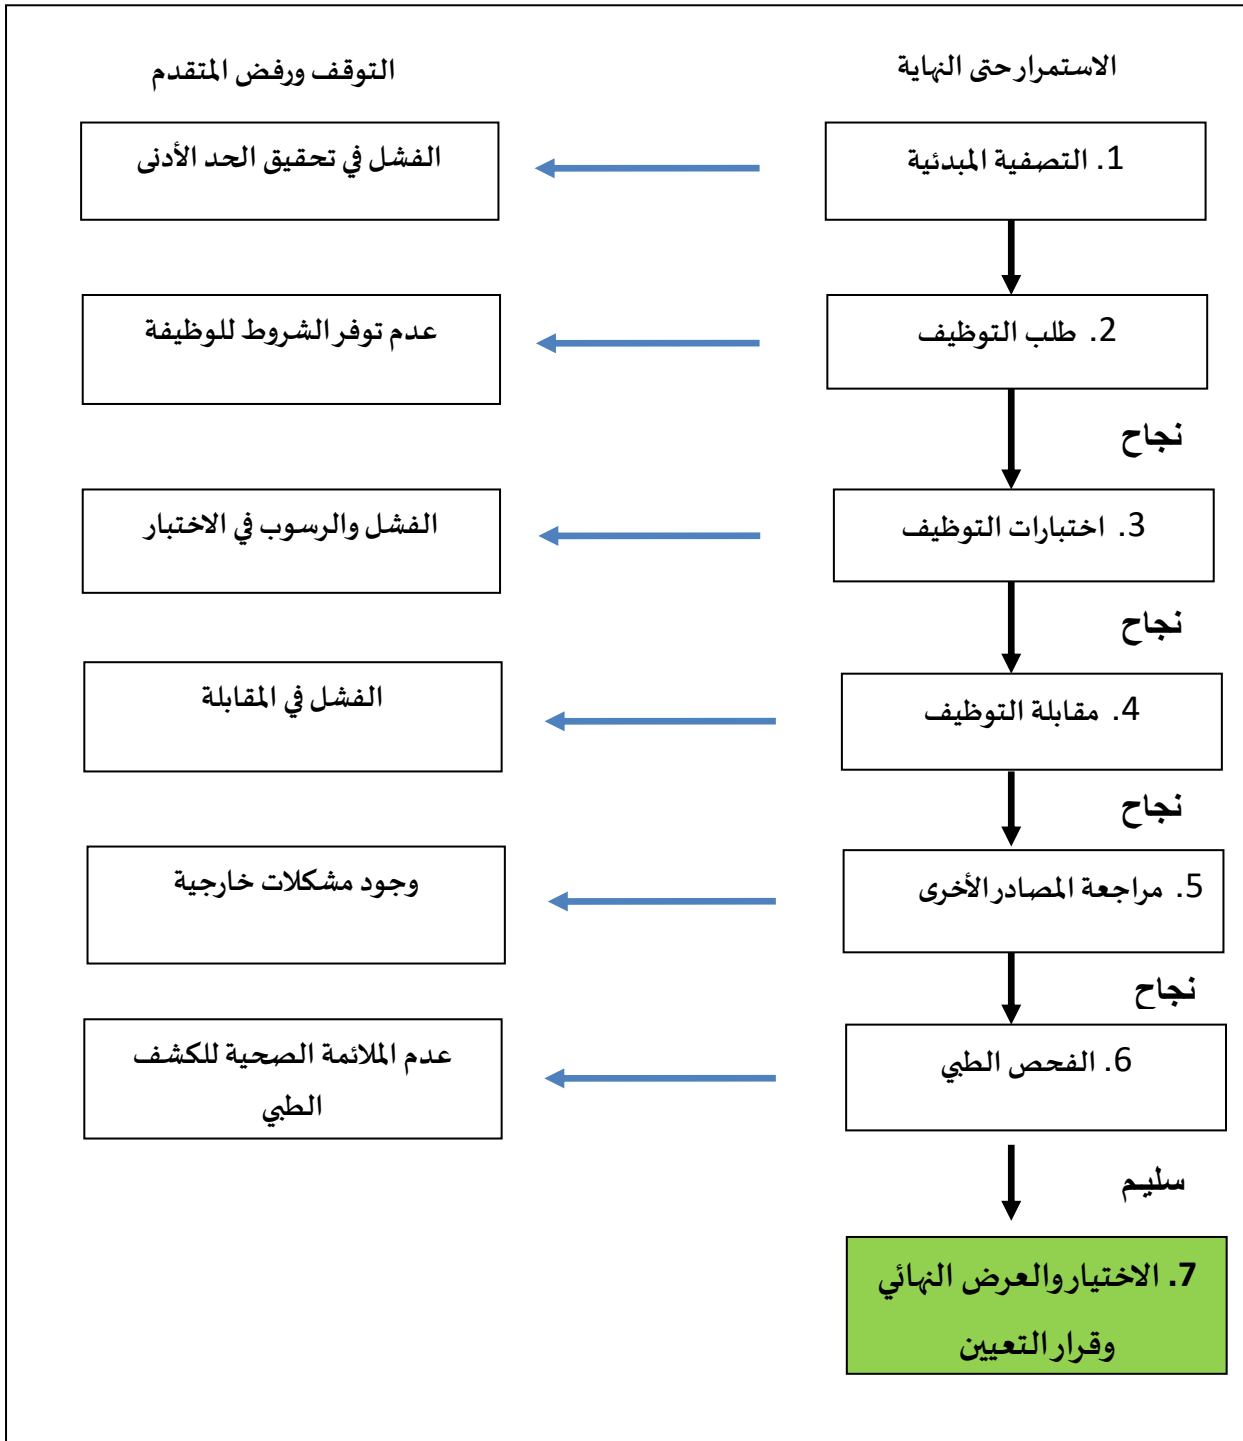 الاستمرار حتى النهاية
التوقف ورفض المتقدم
1. التصفية المبدئية
الفشل في تحقيق الحد الأدنى
2. طلب التوظيف
عدم توفر الشروط للوظيفة
نجاح
3. اختبارات التوظيف
الفشل والرسوب في الاختبار
نجاح
4. مقابلة التوظيف
الفشل في المقابلة
نجاح
5. مراجعة المصادر الأخرى
وجود مشكلات خارجية
نجاح
6. الفحص الطبي
عدم الملائمة الصحية للكشف
الطبي
سليم
7. الاختيار والعرض النهائي
وقرار التعيين